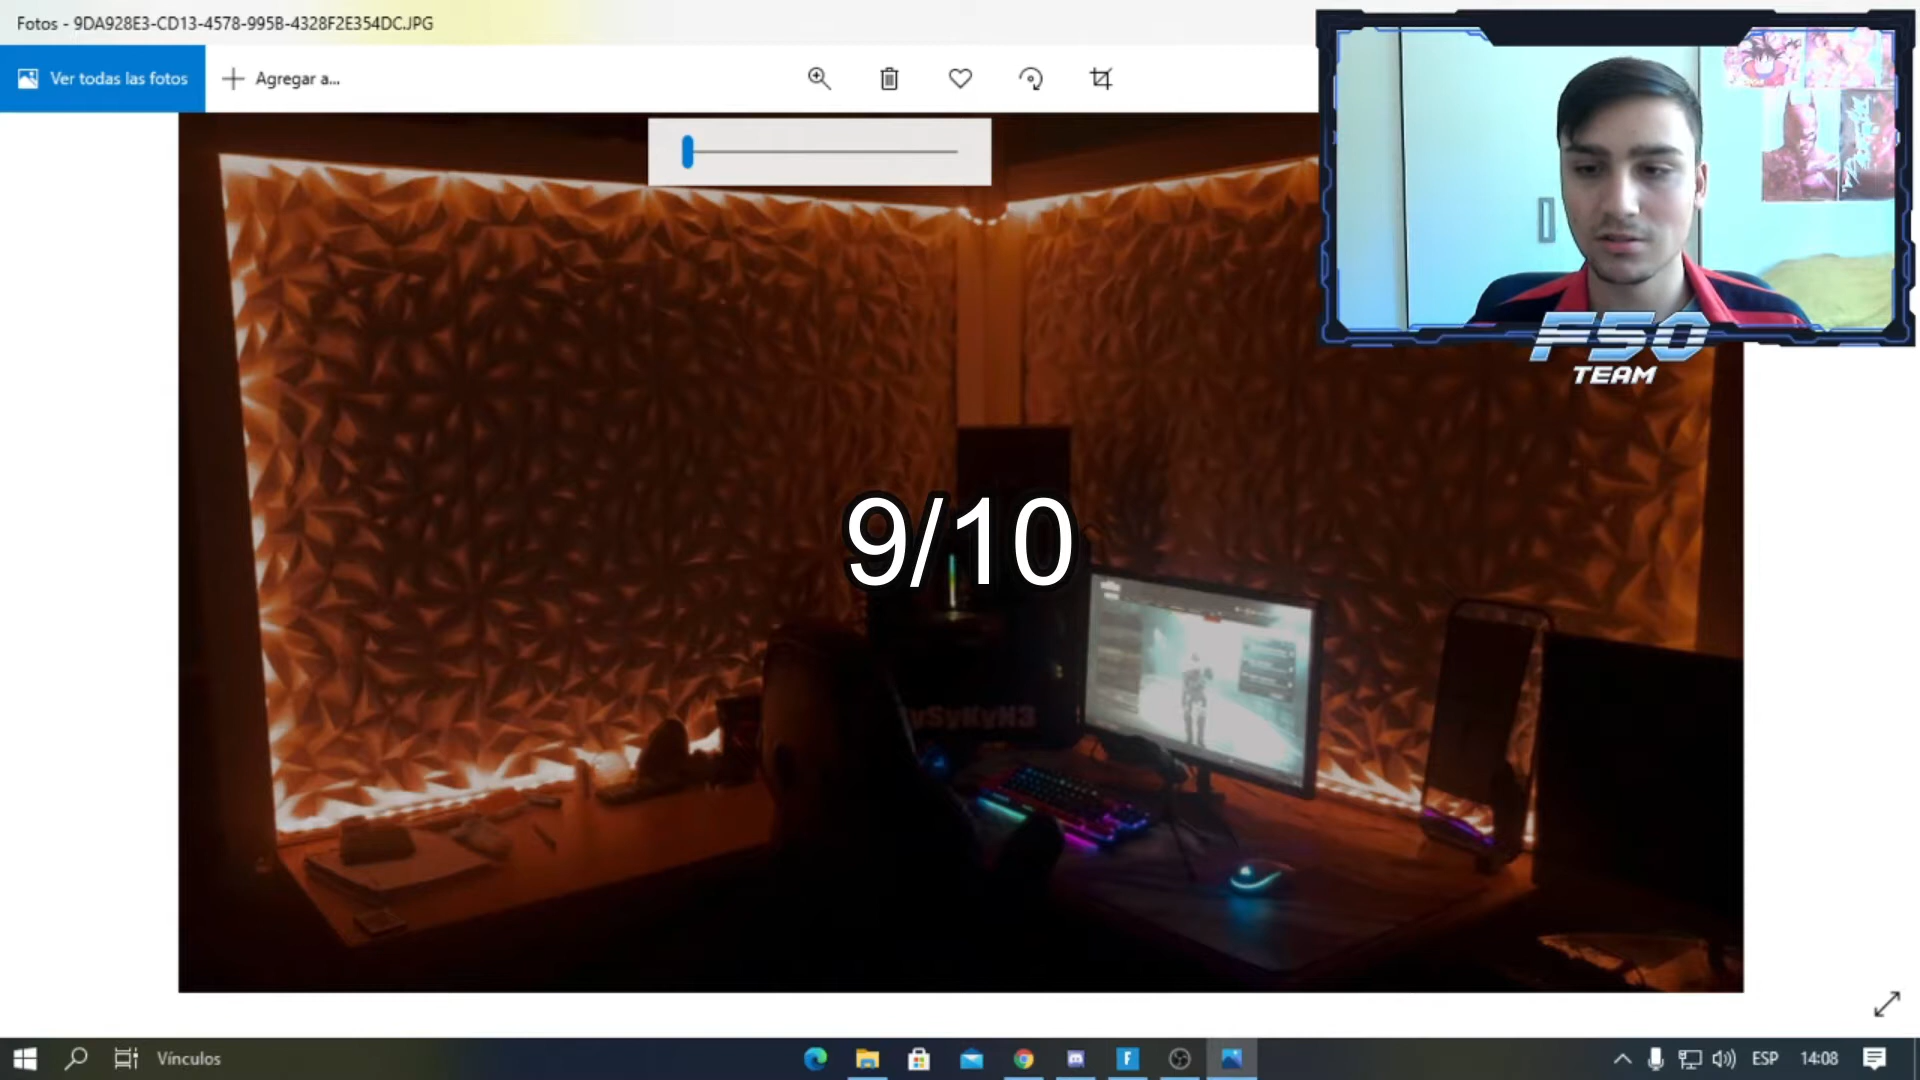 Fotos - 9DA928E3-CD13-4578-995B-4328F2E354DC.JPG
Ver todas las fotos
Agregar a...
F50
TEAM
9/10
Vínculos
ESP
14:08